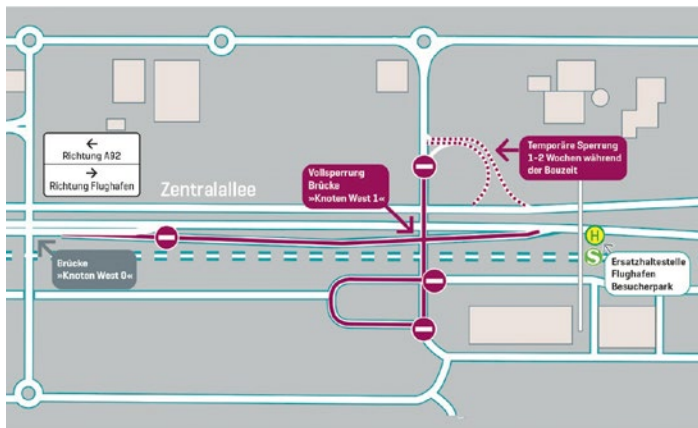 ←
Richtung A92
→
Richtung Flughafen
Zentralallee
Vollsperrung
Brücke
»Knoten West 1«
Temporäre Sperrung
1-2 Wochen während
der Bauzeit
Brücke
»Knoten West 0«
H
S
Ersatzhaltestelle
Flughafen
Besucherpark